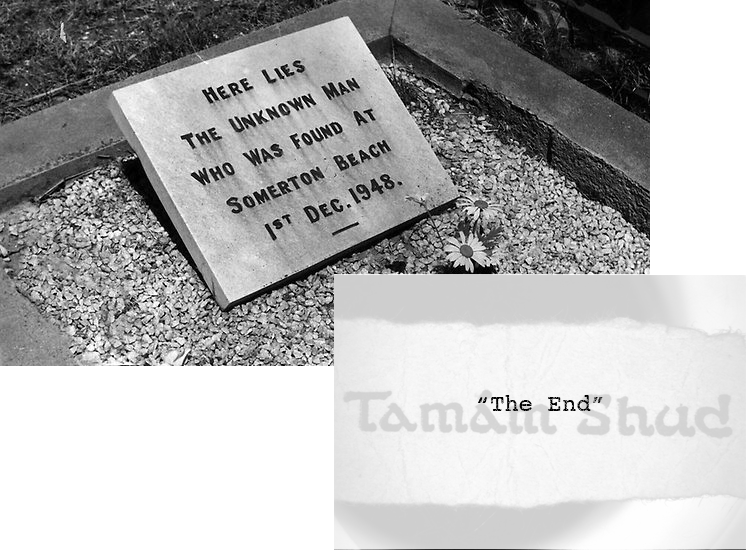 HERE LIES
THE UNKNOWN MAN
WHO WAS FOUND AT
SOMERTON BEACH
1ST DEC. 1948.
Tamám Shud
“The End”